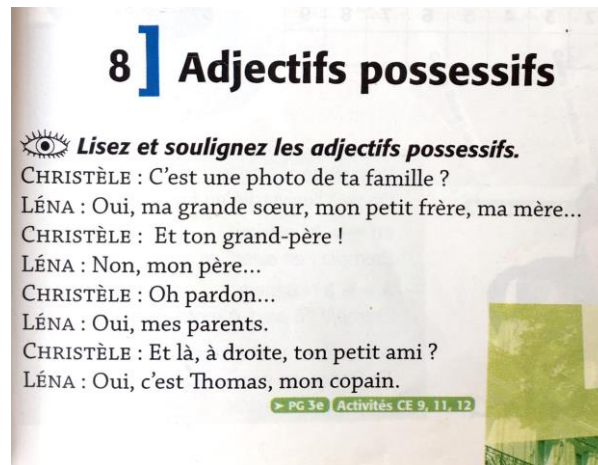 8] Adjectifs possessifs
Lisez et soulignez les adjectifs possessifs.
CHRISTÈLE : C'est une photo de ta famille ?
LÉNA : Oui, ma grande sœur, mon petit frère, ma mère...
CHRISTÈLE : Et ton grand-père !
LÉNA : Non, mon père...
CHRISTÈLE : Oh pardon...
LÉNA : Oui, mes parents.
CHRISTÈLE : Et là, à droite, ton petit ami ?
LÉNA : Oui, c'est Thomas, mon copain.
➤ PG 3e Activités CE 9, 11, 12